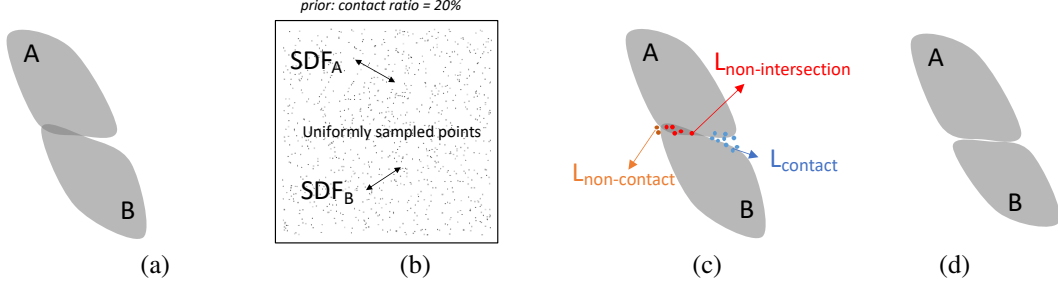 prior: contact ratio = 20%
A
B
(a)
SDF_A
Uniformly sampled points
SDF_B
(b)
A
L_non-intersection
L_non-contact
L_contact
B
(c)
A
B
(d)